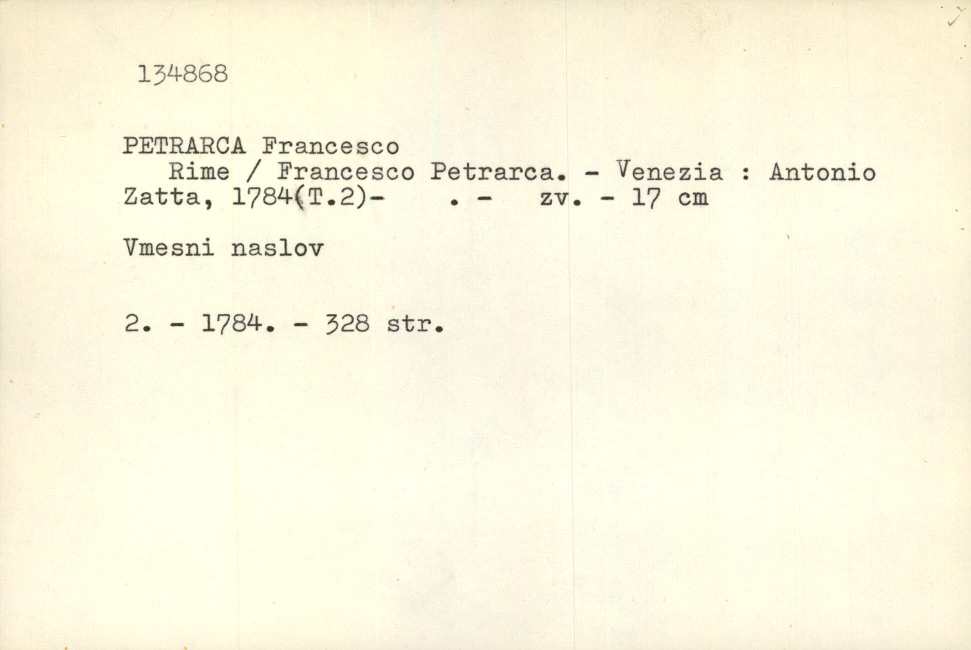 134868
PETRARCA Francesco
Rime / Francesco Petrarca. - Venezia : Antonio
Zatta, 1784(T.2)-    . -   zv. - 17 cm
Vmesni naslov
2. - 1784. - 328 str.